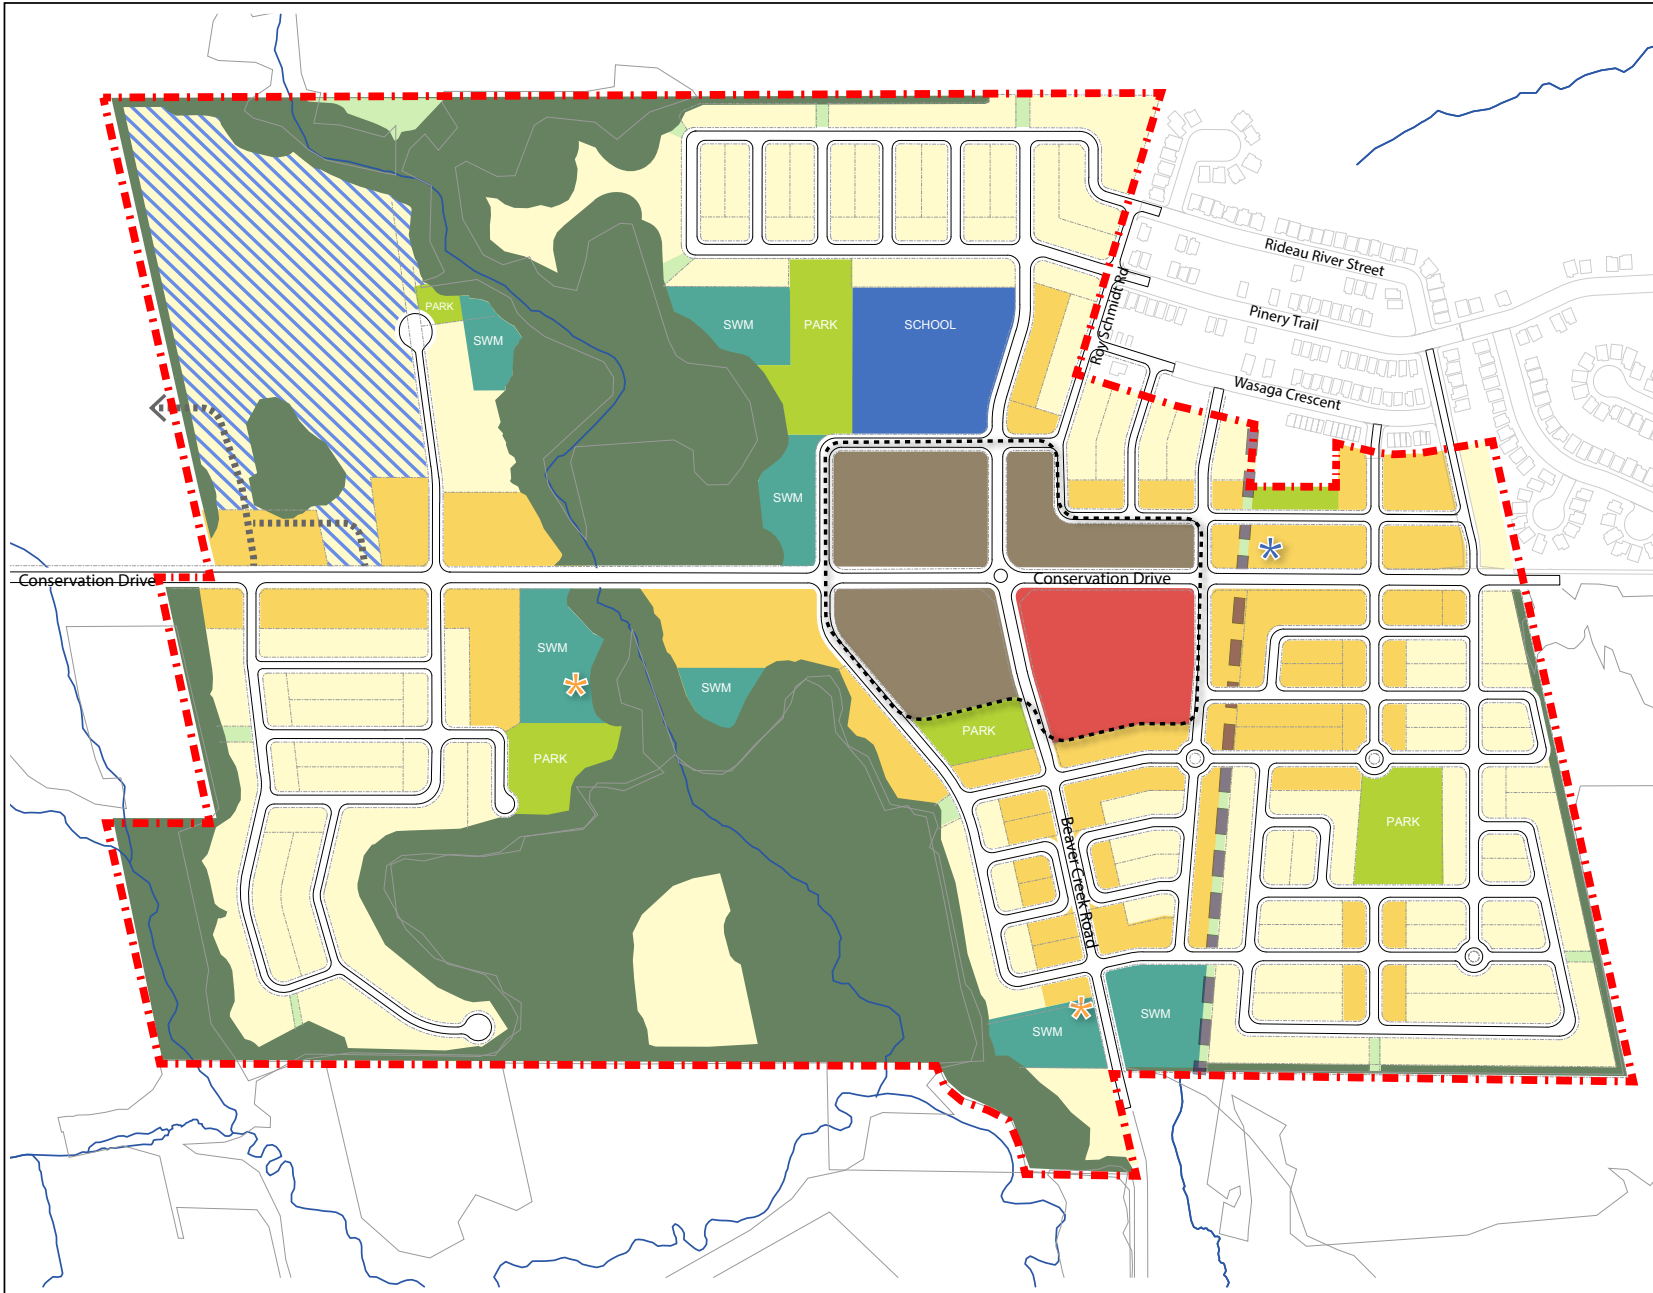 Rideau River Street
Roy Schmidt Rd
PARK
Pinery Trail
SWM
PARK
SCHOOL
SWM
Wasaga Crescent
SWM
Conservation Drive
Conservation Drive
SWM
SWM
PARK
PARK
PARK
Beaver Creek Road
SWM
SWM